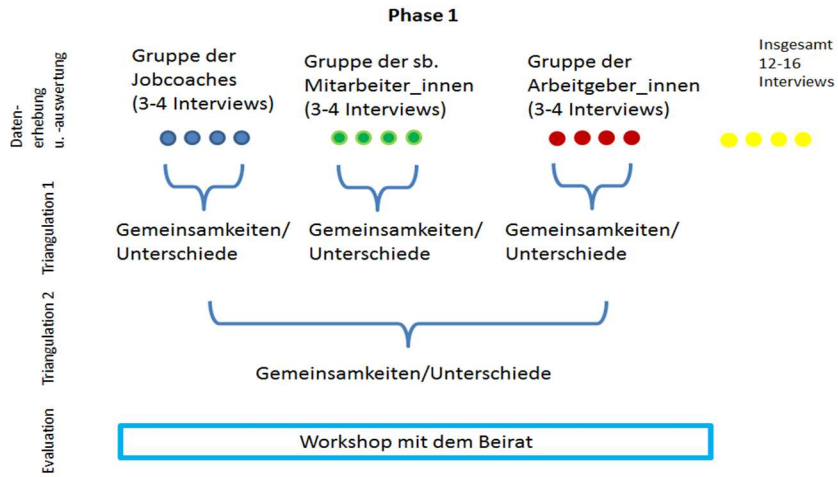 Phase 1
Daten-
erhebung
u. -auswertung
Gruppe der
Jobcoaches
(3-4 Interviews)
Gruppe der sb.
Mitarbeiter_innen
(3-4 Interviews)
Gruppe der
Arbeitgeber_innen
(3-4 Interviews)
Insgesamt
12-16
Interviews
Triangulation 1
Gemeinsamkeiten/
Unterschiede
Gemeinsamkeiten/
Unterschiede
Gemeinsamkeiten/
Unterschiede
Triangulation 2
Gemeinsamkeiten/Unterschiede
Evaluation
Workshop mit dem Beirat